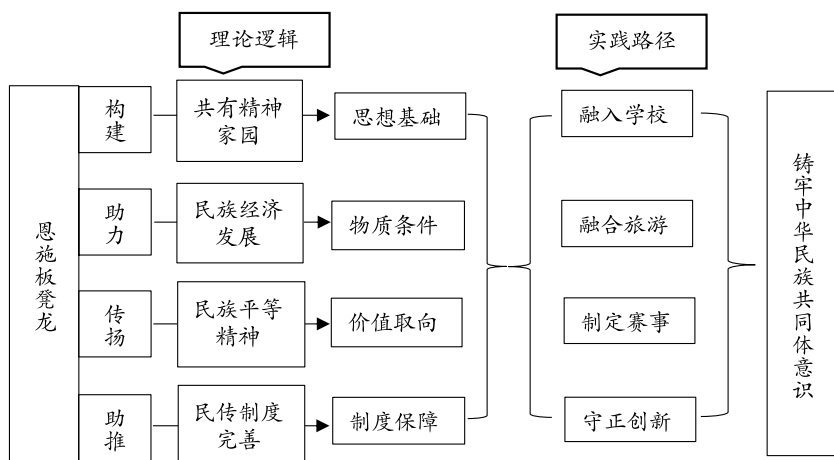 理论逻辑
实践路径
恩施板凳龙
构建
共有精神
家园
思想基础
助力
民族经济
发展
物质条件
传扬
民族平等
精神
价值取向
助推
民传制度
完善
制度保障
融入学校
融合旅游
制定赛事
守正创新
铸牢中华民族共同体意识